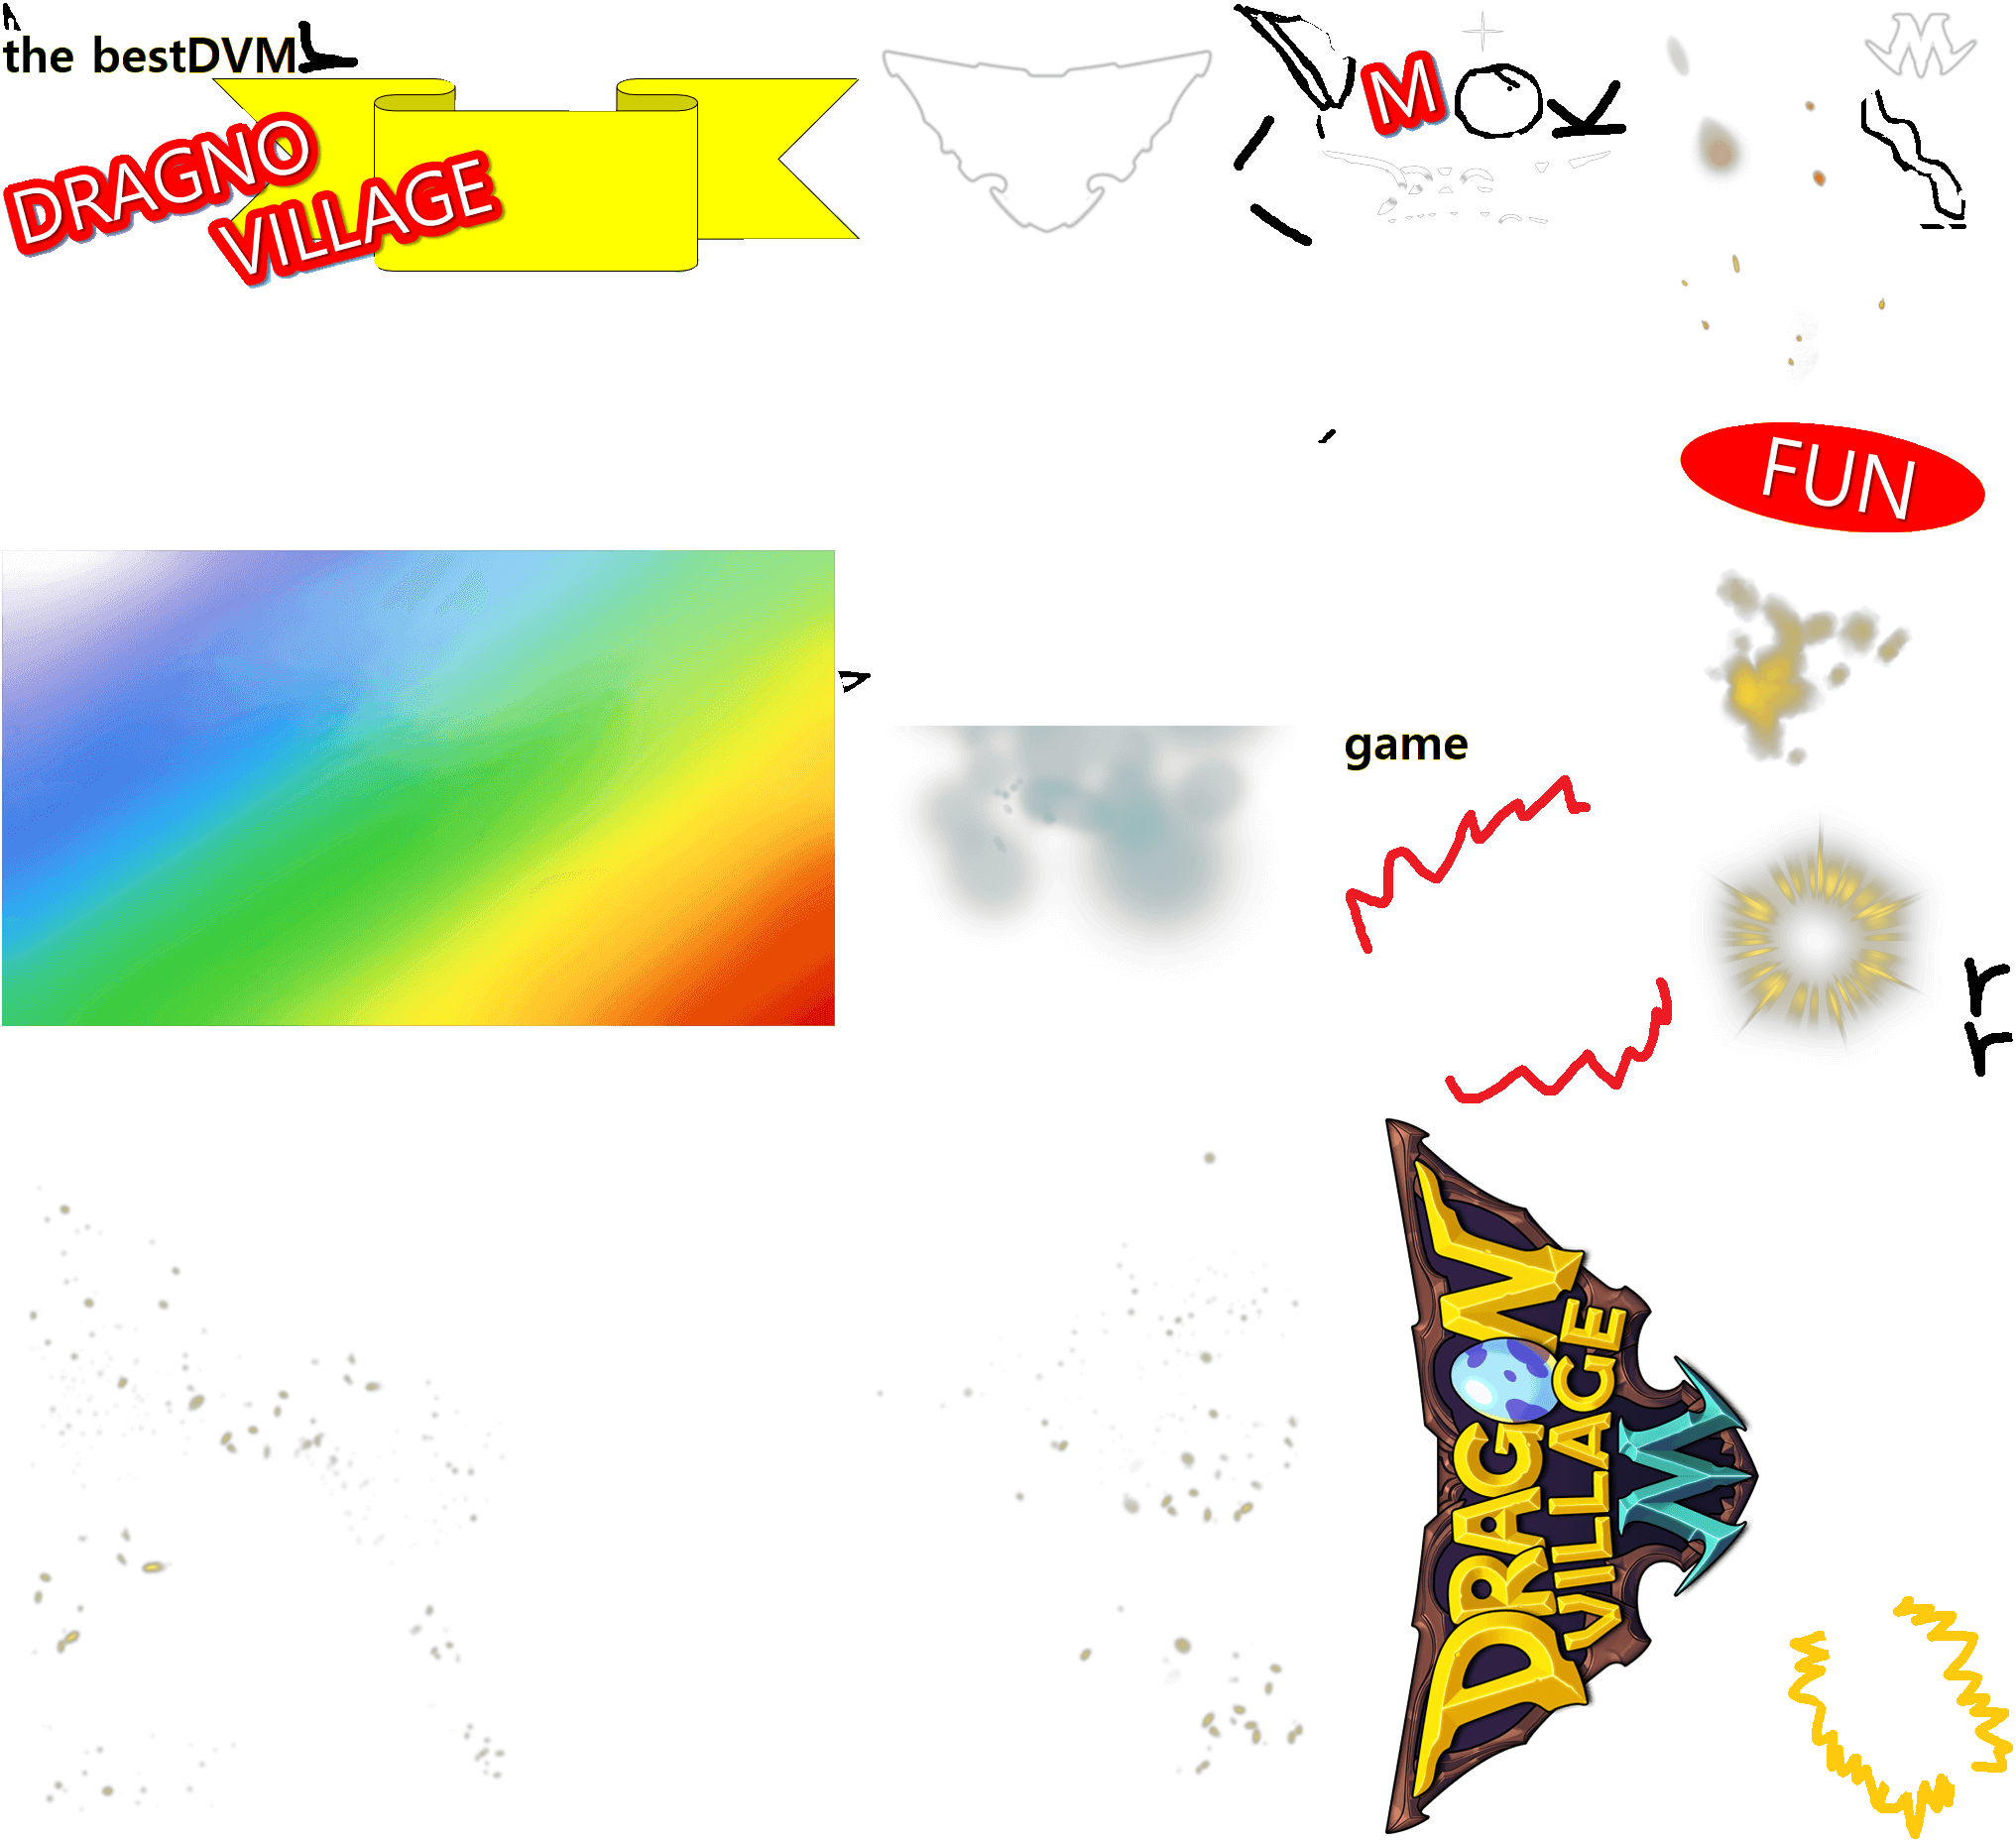 the bestDVM
DRAGNO
VILLAGE
M
M
FUN
game
r
r
DRAGON
VILLAGE
M